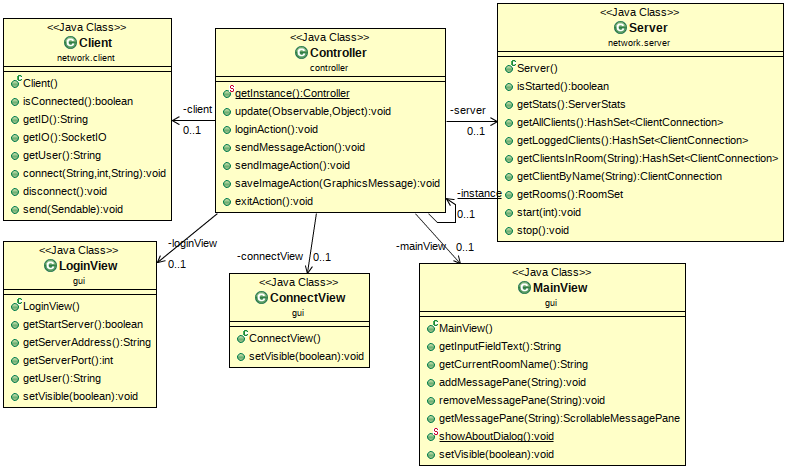 <<Java Class>>
Client
network.client
Client()
isConnected():boolean
getID():String
getIO():SocketIO
getUser():String
connect(String,int,String):void
disconnect():void
send(Sendable):void
<<Java Class>>
Controller
controller
getInstance():Controller
update(Observable,Object):void
loginAction():void
sendMessageAction():void
sendImageAction():void
saveImageAction(GraphicsMessage):void
exitAction():void
<<Java Class>>
Server
network.server
Server()
isStarted():boolean
getStats():ServerStats
getAllClients():HashSet<ClientConnection>
getLoggedClients():HashSet<ClientConnection>
getClientsInRoom(String):HashSet<ClientConnection>
getClientByName(String):ClientConnection
getRooms():RoomSet
start(int):void
stop():void
-client
0..1
-server
0..1
-instance
0..1
-loginView
0..1
-connectView
0..1
-mainView
0..1
<<Java Class>>
LoginView
gui
LoginView()
getStartServer():boolean
getServerAddress():String
getServerPort():int
getUser():String
setVisible(boolean):void
<<Java Class>>
ConnectView
gui
ConnectView()
setVisible(boolean):void
<<Java Class>>
MainView
gui
MainView()
getInputFieldText():String
getCurrentRoomName():String
addMessagePane(String):void
removeMessagePane(String):void
getMessagePane(String):ScrollableMessagePane
showAboutDialog():void
setVisible(boolean):void